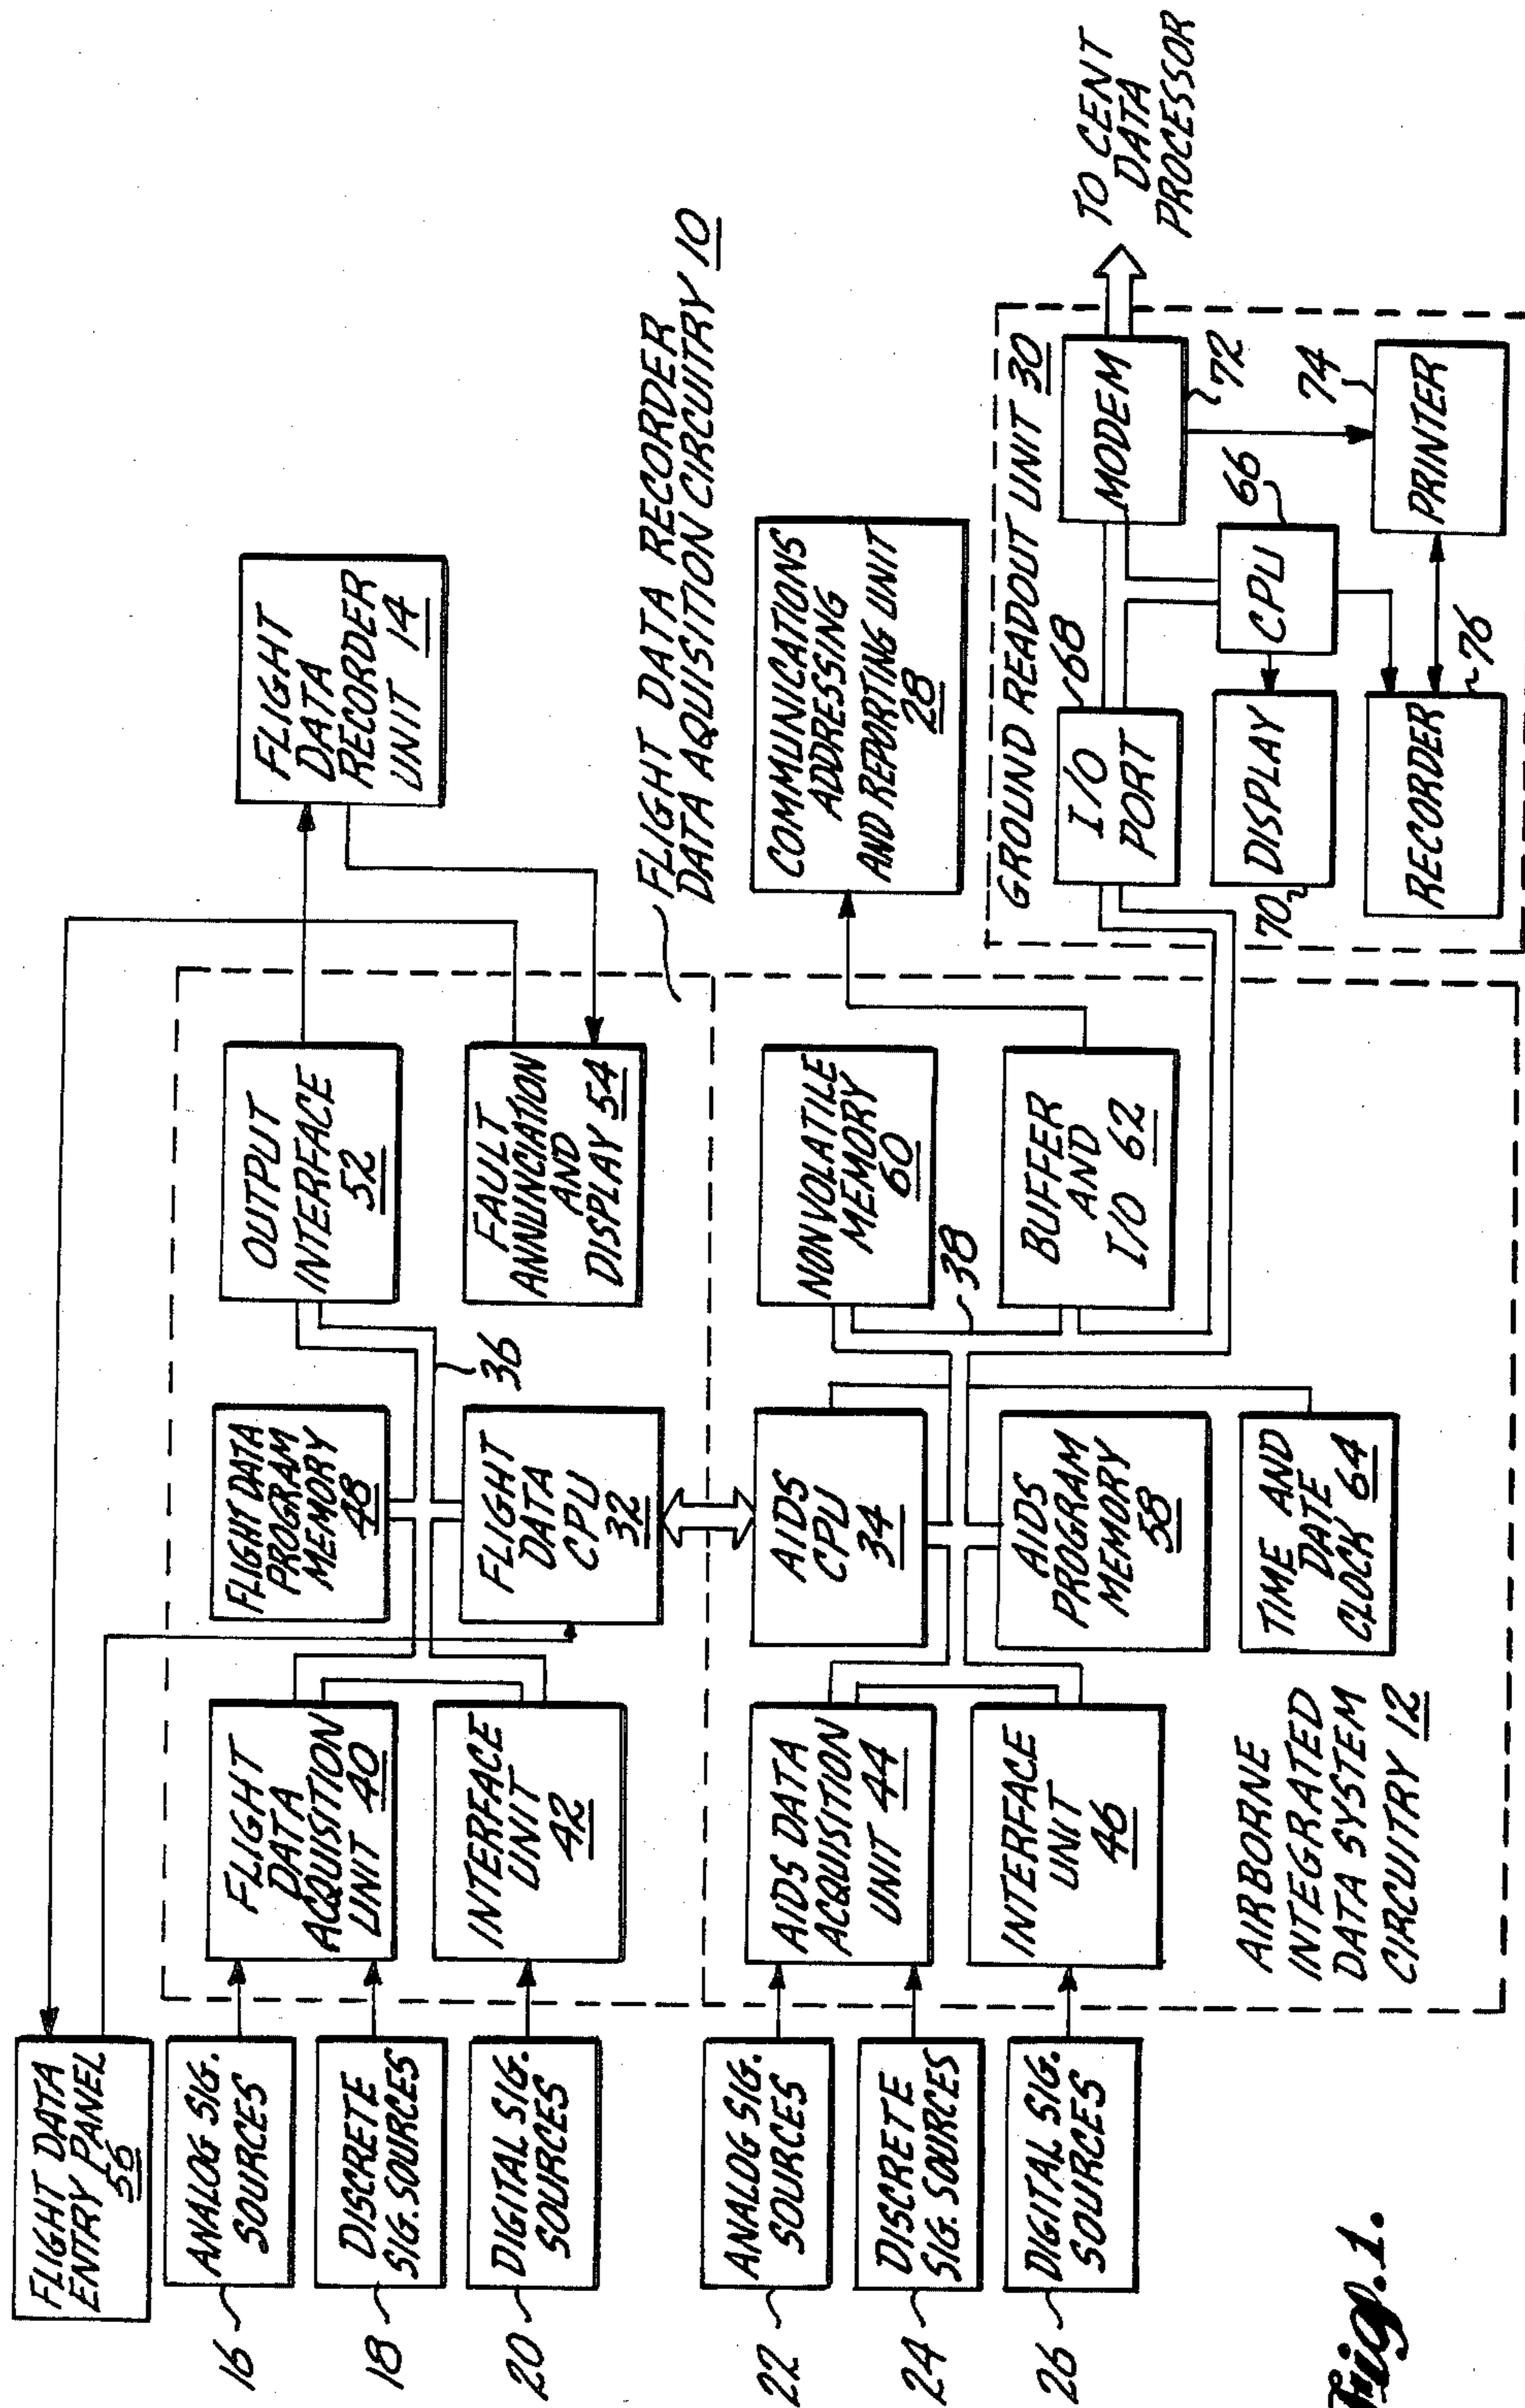 FLIGHT DATA
ENTRY PANEL
56
16
ANALOG SIG.
SOURCES
18
DISCRETE
SIG. SOURCES
20
DIGITAL SIG.
SOURCES
22
ANALOG SIG.
SOURCES
24
DISCRETE
SIG. SOURCES
26
DIGITAL SIG.
SOURCES
FLIGHT
DATA
ACQUISITION
UNIT 40
INTERFACE
UNIT
42
FLIGHT DATA
PROGRAM
MEMORY
48
FLIGHT
DATA
CPU
32
36
OUTPUT
INTERFACE
52
FAULT
ANNUNCIATION
AND
DISPLAY 54
FLIGHT
DATA
RECORDER
UNIT 14
FLIGHT DATA RECORDER
DATA AQUISITION CIRCUITRY 10
AIDS DATA
ACQUISITION
UNIT 44
INTERFACE
UNIT
46
AIDS
CPU
34
AIDS
PROGRAM
MEMORY
58
TIME AND
DATE
CLOCK 64
NONVOLATILE
MEMORY
60
38
BUFFER
AND
I/O 62
AIRBORNE
INTEGRATED
DATA SYSTEM
CIRCUITRY 12
COMMUNICATIONS
ADDRESSING
AND REPORTING UNIT
28
GROUND READOUT UNIT 30
I/O
PORT
68
MODEM
72
CPU
66
DISPLAY
70
RECORDER
76
PRINTER
74
TO CENT
DATA
PROCESSOR
Fig. 1.